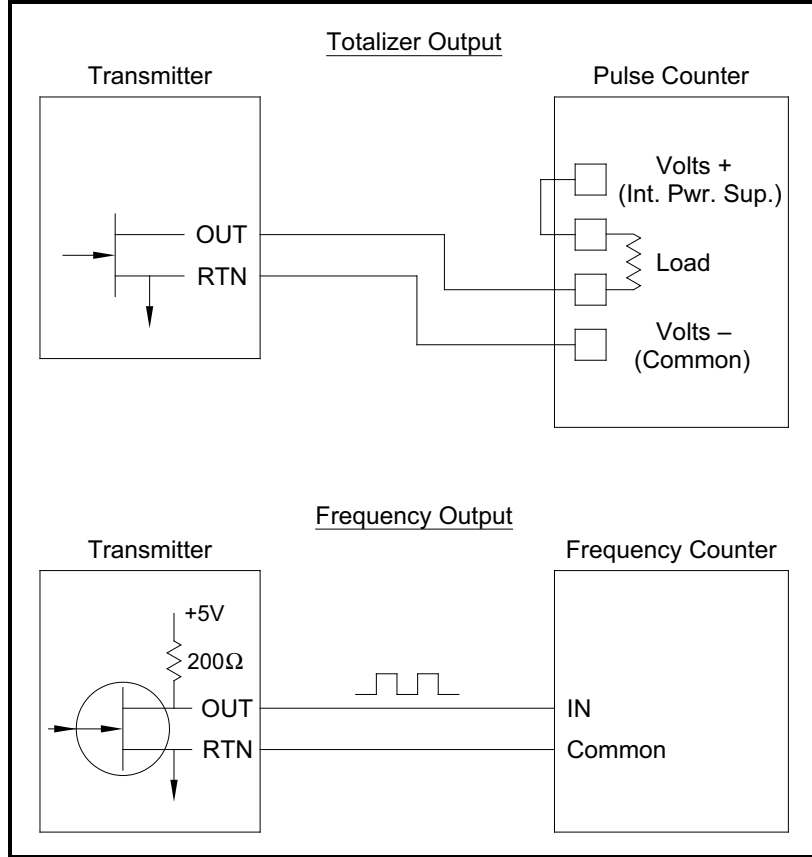 Totalizer Output
Transmitter
Pulse Counter
Volts +
(Int. Pwr. Sup.)
OUT
RTN
Load
Volts –
(Common)
Frequency Output
Transmitter
Frequency Counter
+5V
200Ω
OUT
RTN
IN
Common